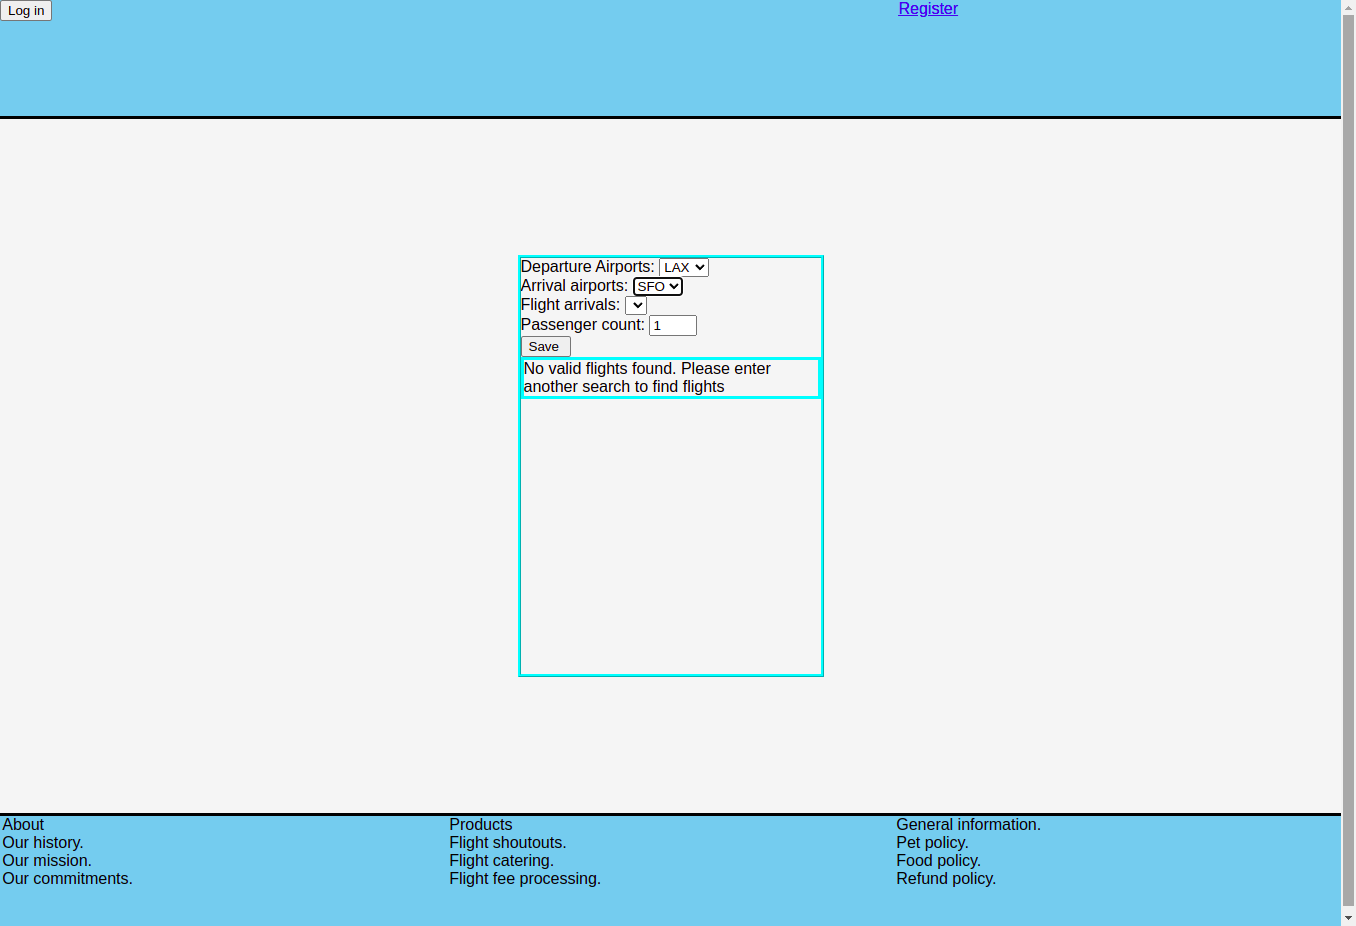 Log in
Register
Departure Airports: LAX
Arrival airports: SFO
Flight arrivals:
Passenger count: 1
Save
No valid flights found. Please enter
another search to find flights
About
Our history.
Our mission.
Our commitments.
Products
Flight shoutouts.
Flight catering.
Flight fee processing.
General information.
Pet policy.
Food policy.
Refund policy.